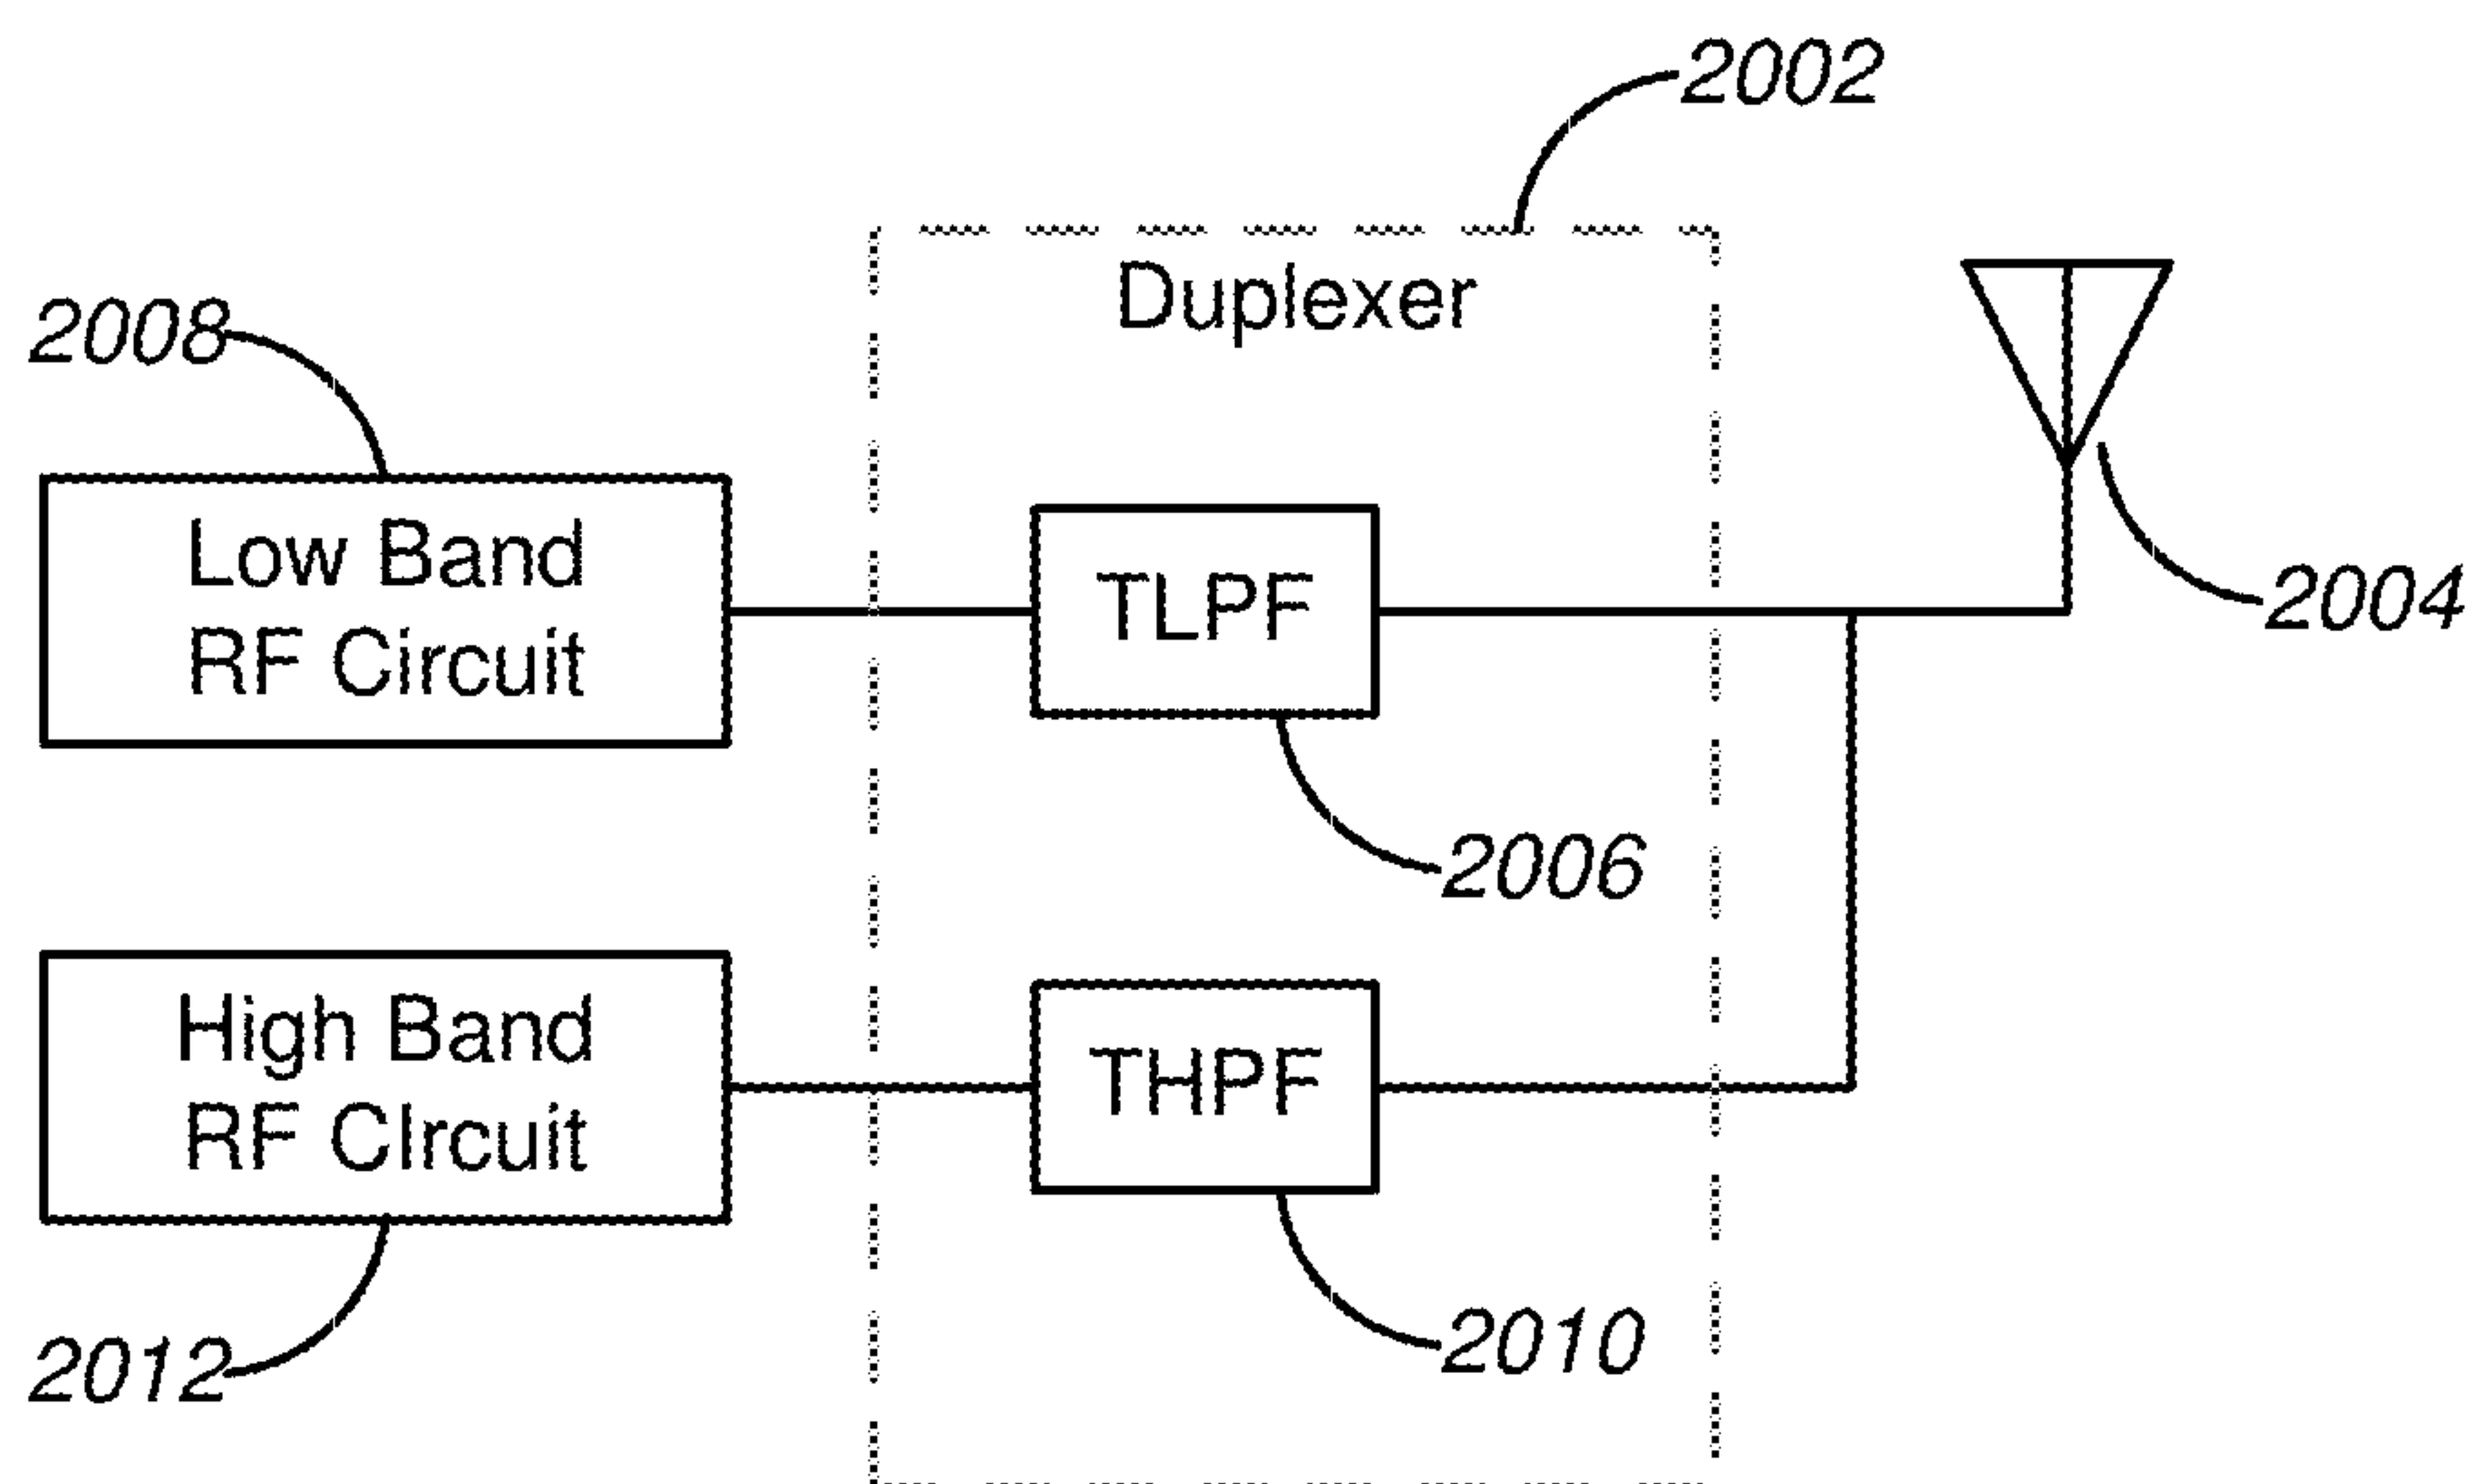 2002
Duplexer
2008
Low Band
RF Circuit
TLPF
2004
2006
High Band
RF CIrcuit
THPF
2012
2010